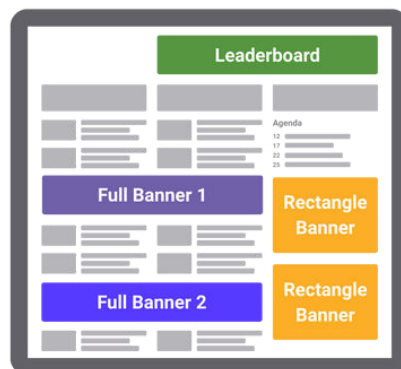 Leaderboard
Agenda
12
17
22
25
Full Banner 1
Rectangle
Banner
Full Banner 2
Rectangle
Banner